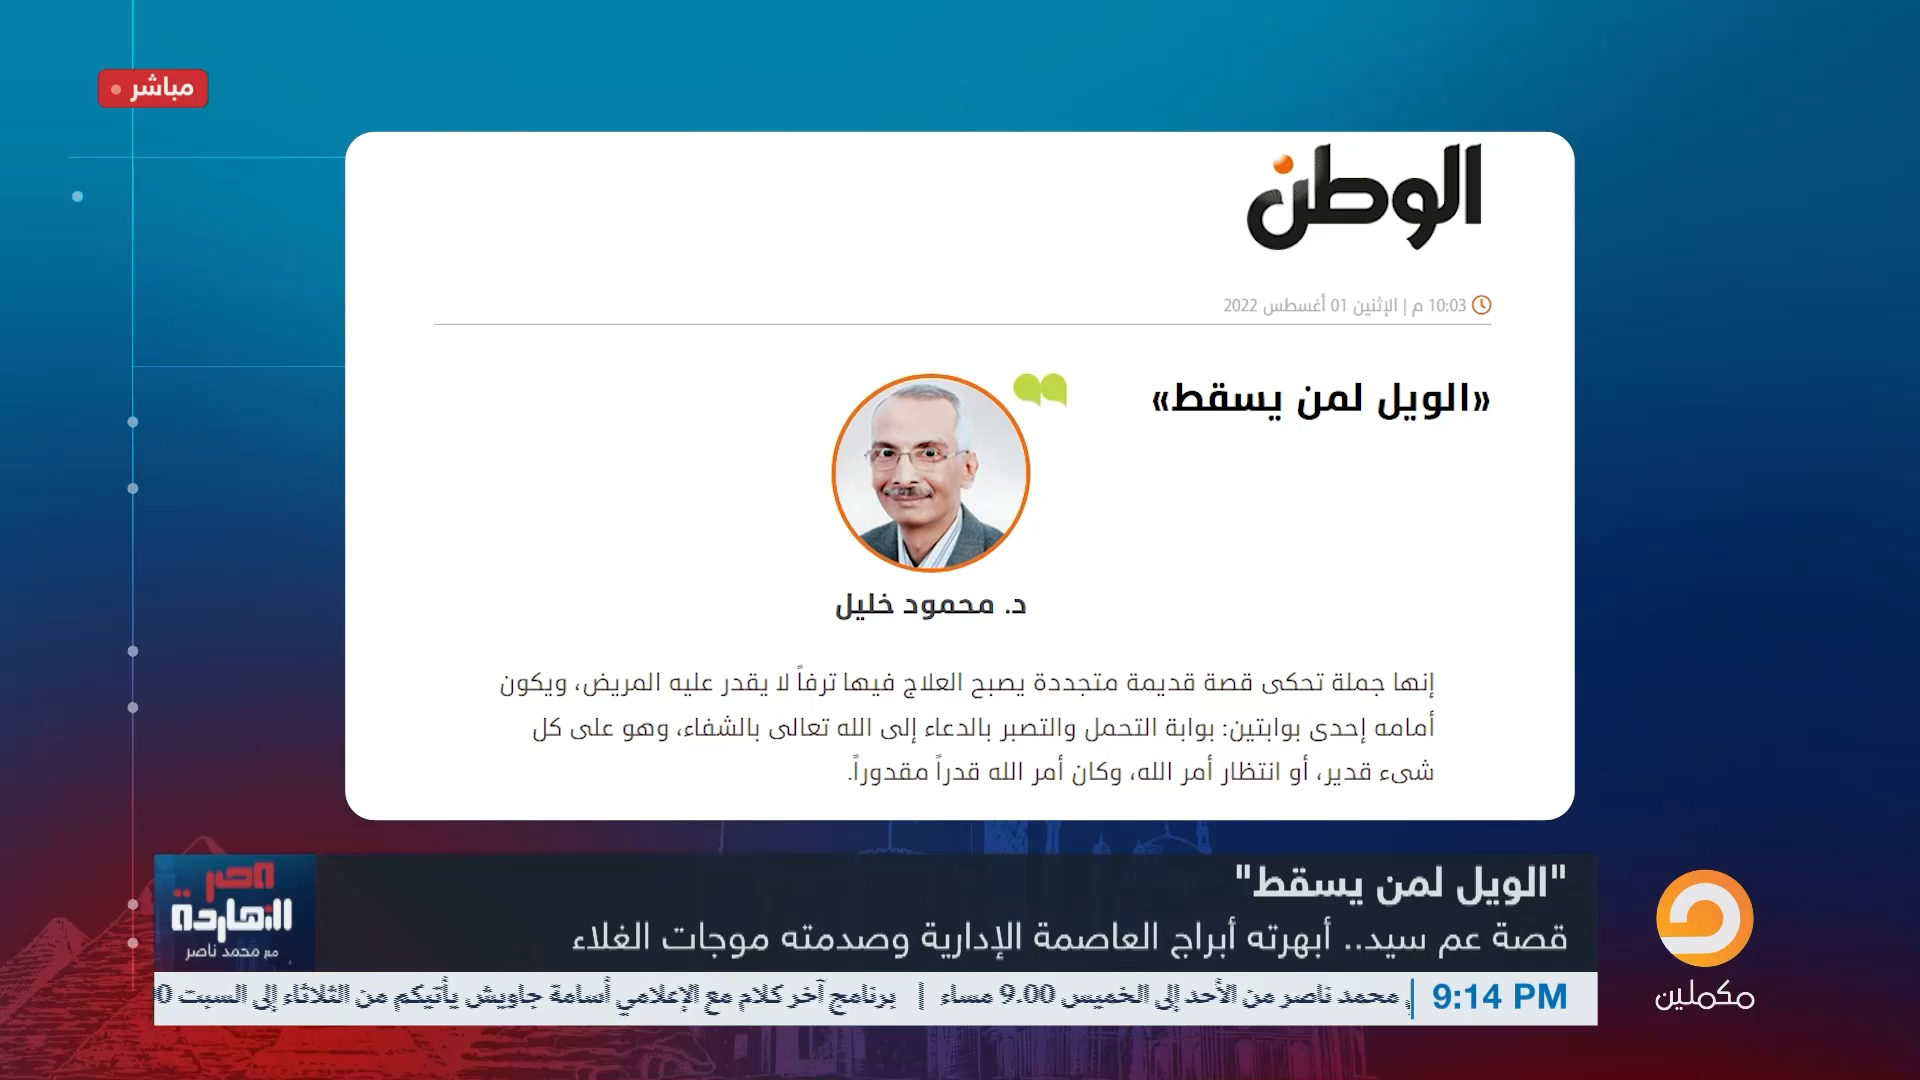 مباشر
الوطن
10:03 م | الإثنين 01 أغسطس 2022
«الويل لمن يسقط»
د. محمود خليل
إنها جملة تحكى قصة قديمة متجددة يصبح العلاج فيها ترفاً لا يقدر عليه المريض، ويكون
أمامه إحدى بوابتين: بوابة التحمل والتصبر بالدعاء إلى الله تعالى بالشفاء، وهو على كل
شىء قدير، أو انتظار أمر الله، وكان أمر الله قدراً مقدوراً.
"الويل لمن يسقط"
قصة عم سيد.. أبهرته أبراج العاصمة الإدارية وصدمته موجات الغلاء
مصر
النهاردة
مع محمد ناصر
9:14 PM
محمد ناصر من الأحد إلى الخميس 9.00 مساء | برنامج آخر كلام مع الإعلامي أسامة جاويش يأتيكم من الثلاثاء إلى السبت
مكملين